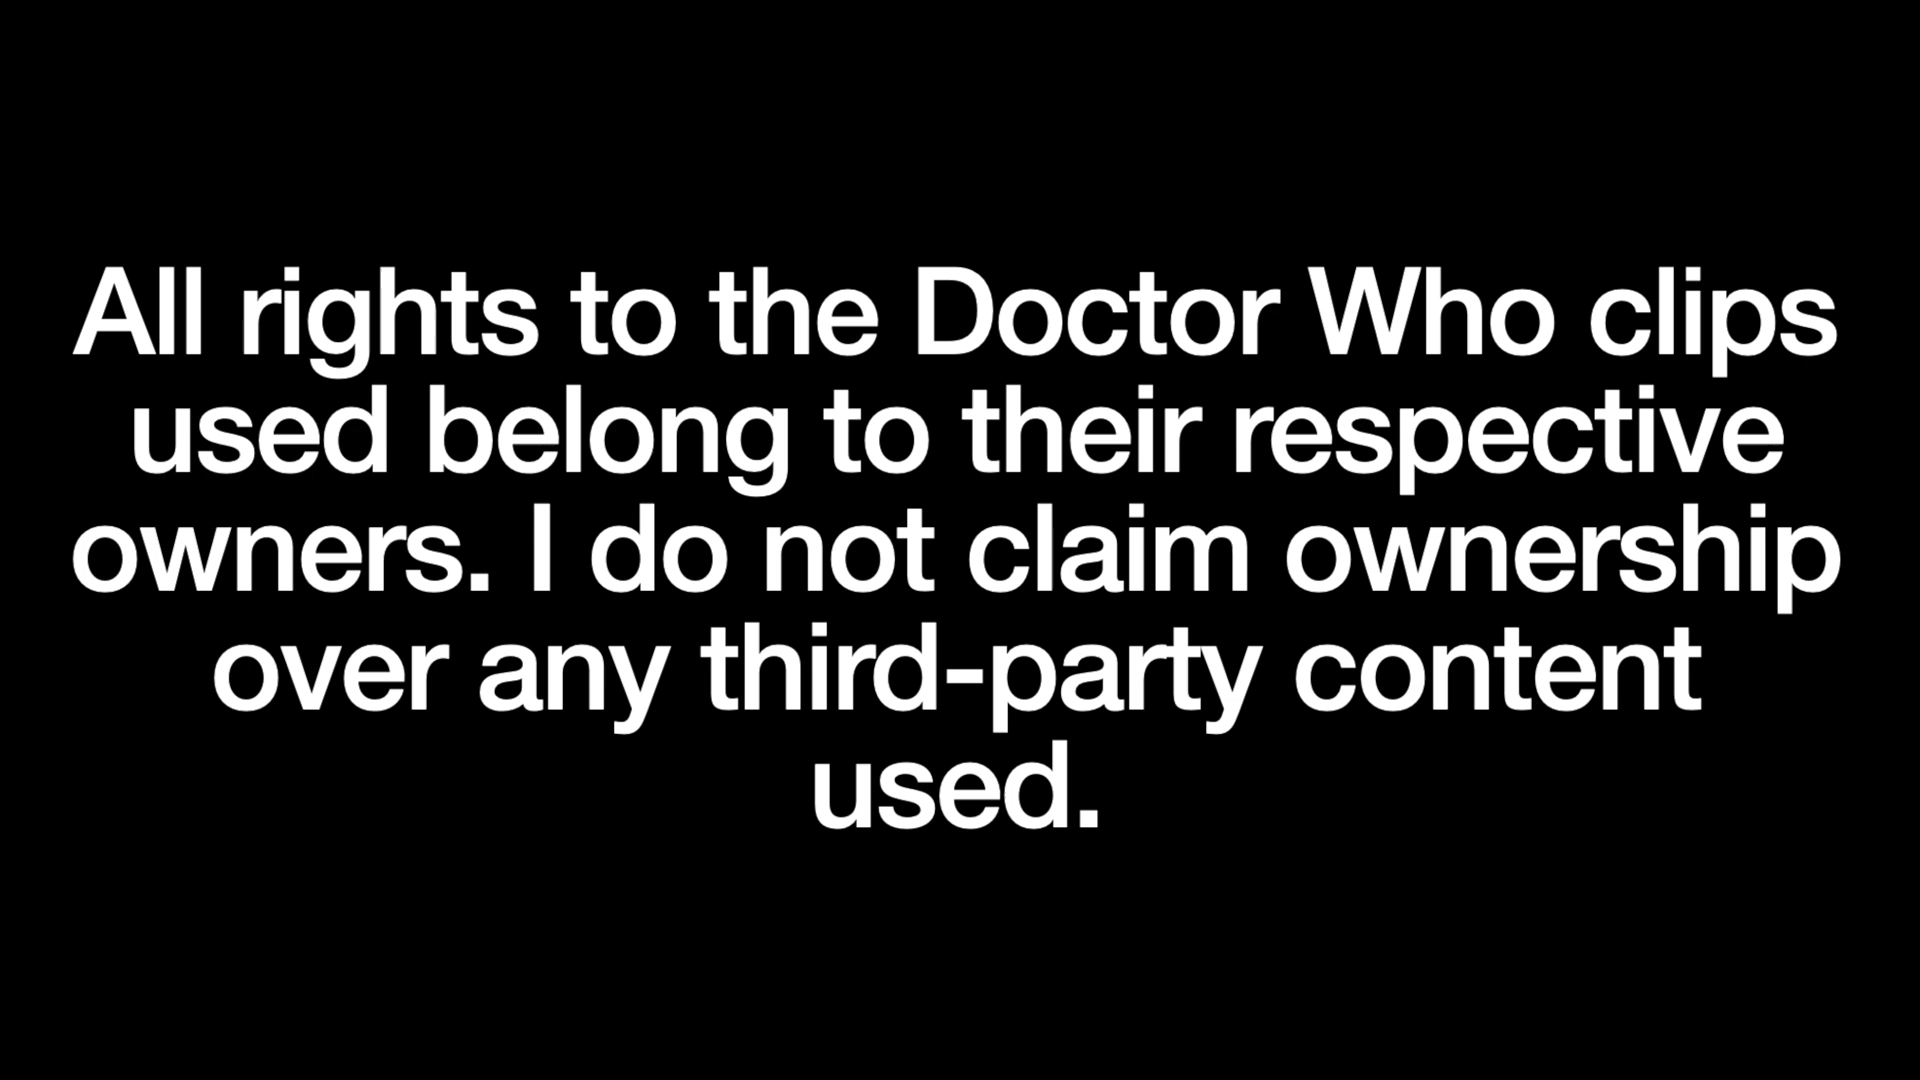 All rights to the Doctor Who clips
used belong to their respective
owners. I do not claim ownership
over any third-party content
used.